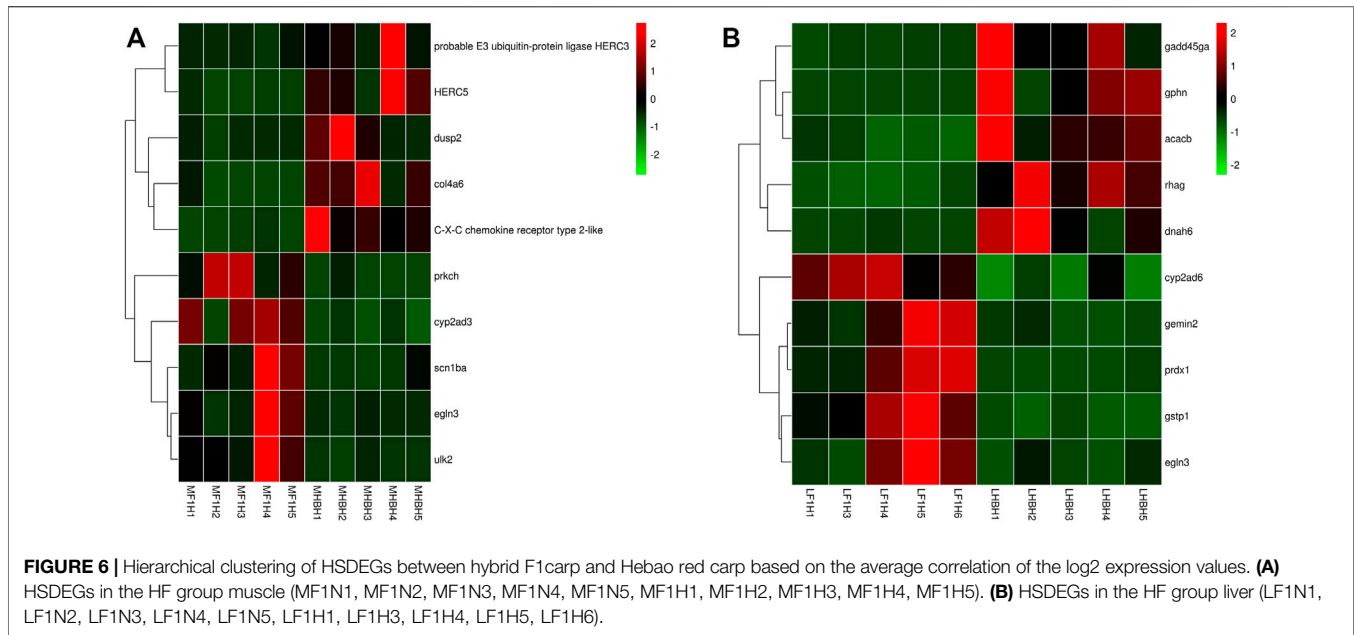 A
probable E3 ubiquitin-protein ligase HERC3
HERC5
dusp2
col4a6
C-X-C chemokine receptor type 2-like
prkch
cyp2ad3
scn1ba
egln3
ulk2
2
1
0
-1
-2
MF1H1
MF1H2
MF1H3
MF1H4
MF1H5
MHBH1
MHBH2
MHBH3
MHBH4
MHBH5
B
gadd45ga
gphn
acacb
rhag
dnah6
cyp2ad6
gemin2
prdx1
gstp1
egln3
2
1
0
-1
-2
LF1H1
LF1H3
LF1H4
LF1H5
LF1H6
LHBH1
LHBH2
LHBH3
LHBH4
LHBH5
FIGURE 6 | Hierarchical clustering of HSDEGs between hybrid F1carp and Hebao red carp based on the average correlation of the log2 expression values. (A)
HSDEGs in the HF group muscle (MF1N1, MF1N2, MF1N3, MF1N4, MF1N5, MF1H1, MF1H2, MF1H3, MF1H4, MF1H5). (B) HSDEGs in the HF group liver (LF1N1,
LF1N2, LF1N3, LF1N4, LF1N5, LF1H1, LF1H3, LF1H4, LF1H5, LF1H6).